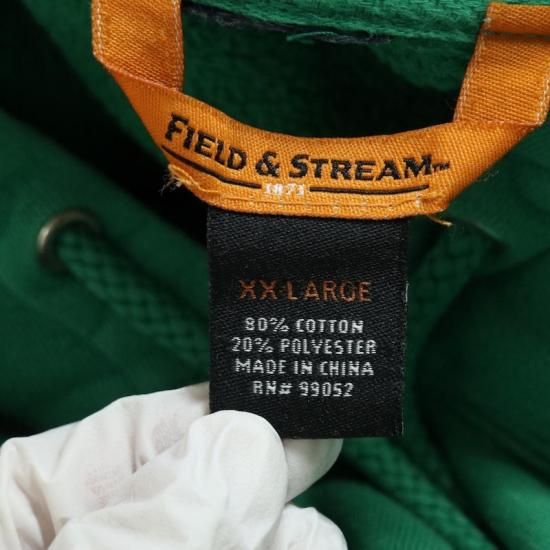 FIELD & STREAM™
1871
XX-LARGE
80% COTTON
20% POLYESTER
MADE IN CHINA
RN# 99052